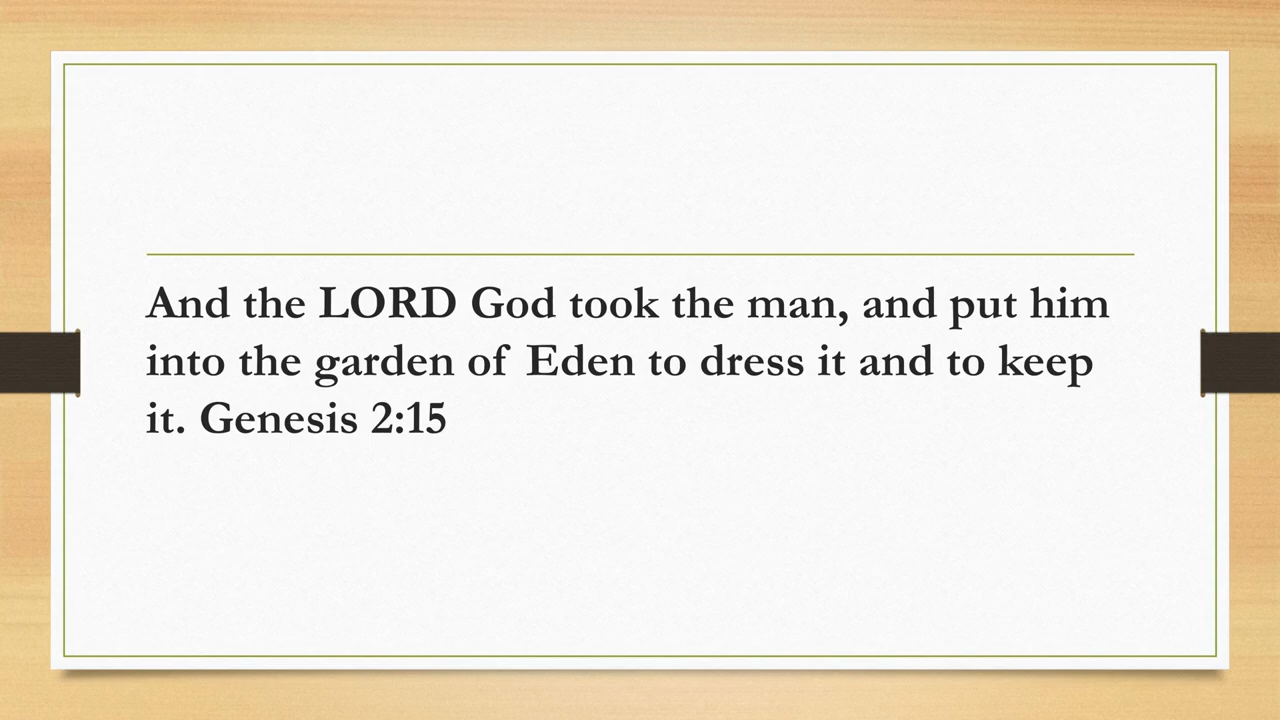 And the LORD God took the man, and put him
into the garden of Eden to dress it and to keep
it. Genesis 2:15